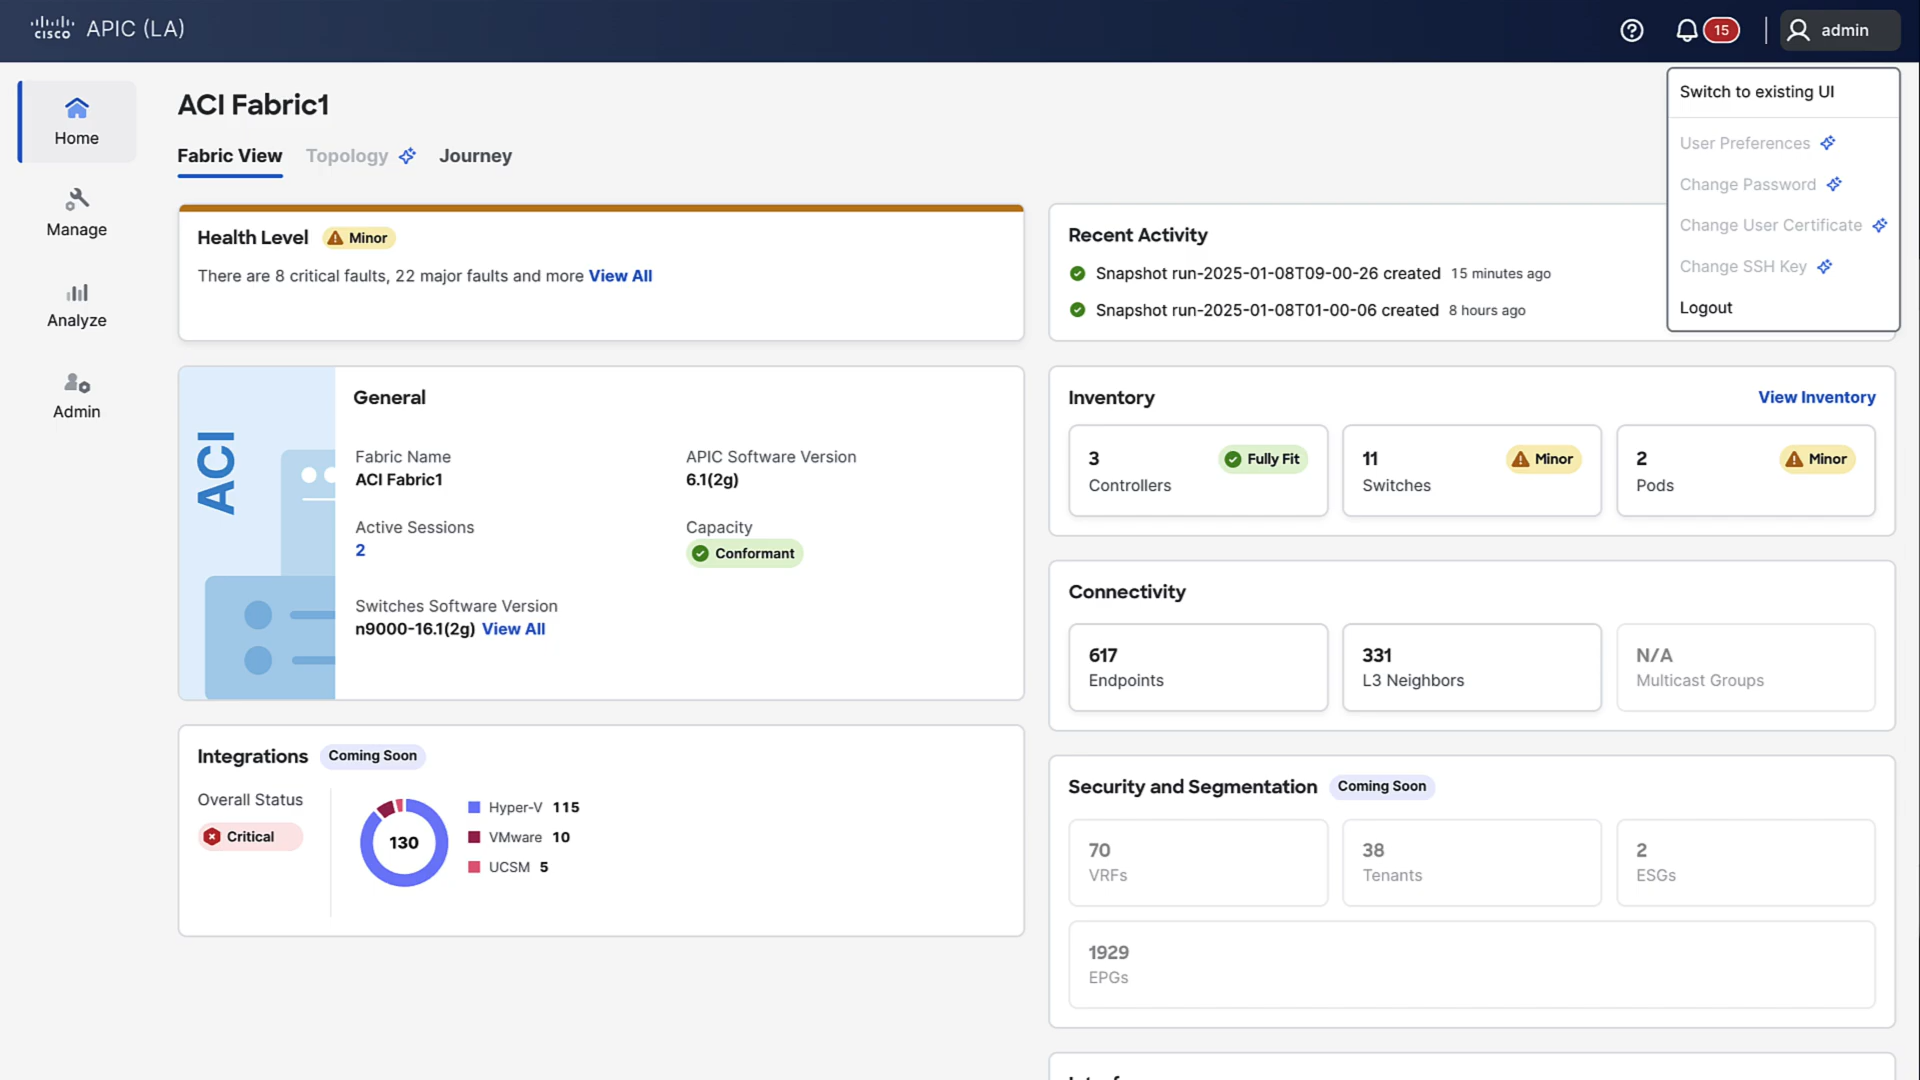 cisco APIC (LA)
15
admin
Switch to existing UI
User Preferences
Change Password
Change User Certificate
Change SSH Key
Logout
Home
Manage
Analyze
Admin
ACI Fabric1
Fabric View Topology Journey
Health Level Minor
There are 8 critical faults, 22 major faults and more View All
Recent Activity
Snapshot run-2025-01-08T09-00-26 created 15 minutes ago
Snapshot run-2025-01-08T01-00-06 created 8 hours ago
ACI
General
Fabric Name
ACI Fabric1
APIC Software Version
6.1(2g)
Active Sessions
2
Capacity
Conformant
Switches Software Version
n9000-16.1(2g) View All
Inventory
View Inventory
3 Fully Fit
Controllers
11 Minor
Switches
2 Minor
Pods
Connectivity
617
Endpoints
331
L3 Neighbors
N/A
Multicast Groups
Integrations Coming Soon
Overall Status
Critical
130
Hyper-V 115
VMware 10
UCSM 5
Security and Segmentation Coming Soon
70
VRFs
38
Tenants
2
ESGs
1929
EPGs